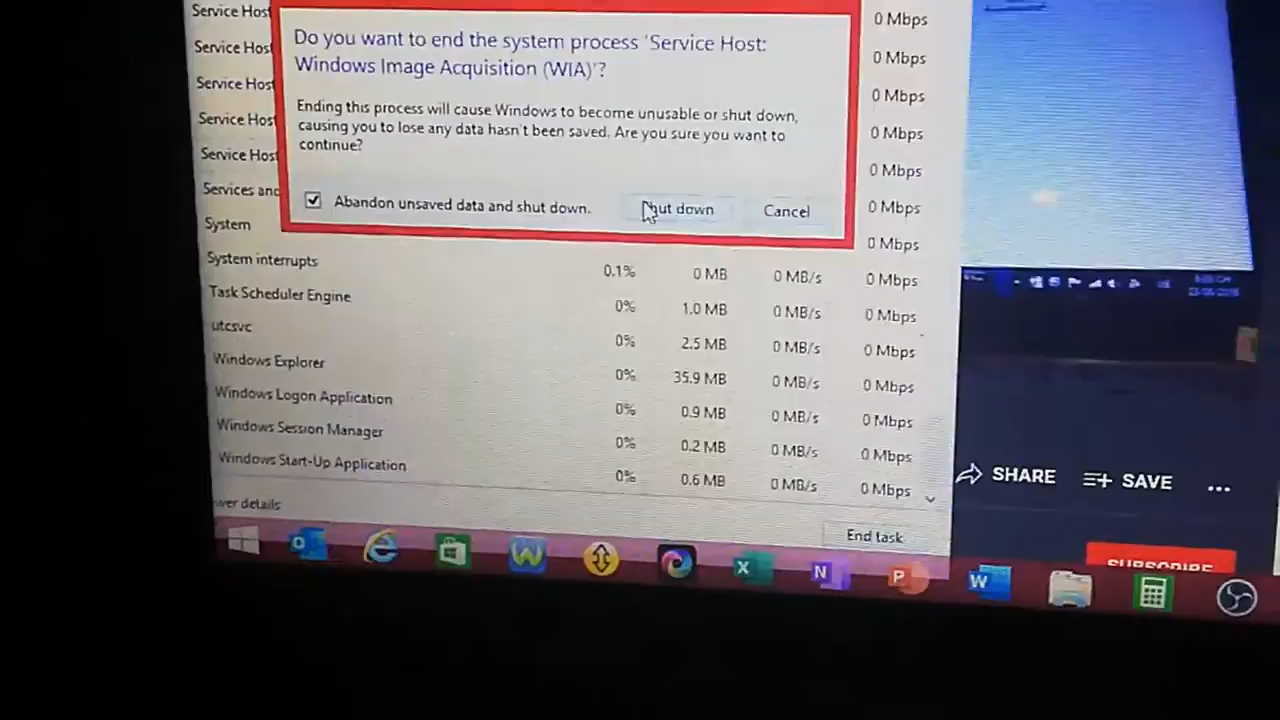 Service Host
0 Mbps
Service Host
0 Mbps
Service Host
0 Mbps
Service Host
0 Mbps
Service Host
0 Mbps
Services and
0 Mbps
System
0 Mbps
Do you want to end the system process 'Service Host:
Windows Image Acquisition (WIA)'?
Ending this process will cause Windows to become unusable or shut down,
causing you to lose any data hasn't been saved. Are you sure you want to
continue?
Abandon unsaved data and shut down.
hut down
Cancel
System interrupts 0.1% 0 MB 0 MB/s 0 Mbps
Task Scheduler Engine 0% 1.0 MB 0 MB/s 0 Mbps
utcsvc 0% 2.5 MB 0 MB/s 0 Mbps
Windows Explorer 0% 35.9 MB 0 MB/s 0 Mbps
Windows Logon Application 0% 0.9 MB 0 MB/s 0 Mbps
Windows Session Manager 0% 0.2 MB 0 MB/s 0 Mbps
Windows Start-Up Application 0% 0.6 MB 0 MB/s 0 Mbps
wer details
End task
SHARE
SAVE
SUBSCRIBE
O
X
N
P
W